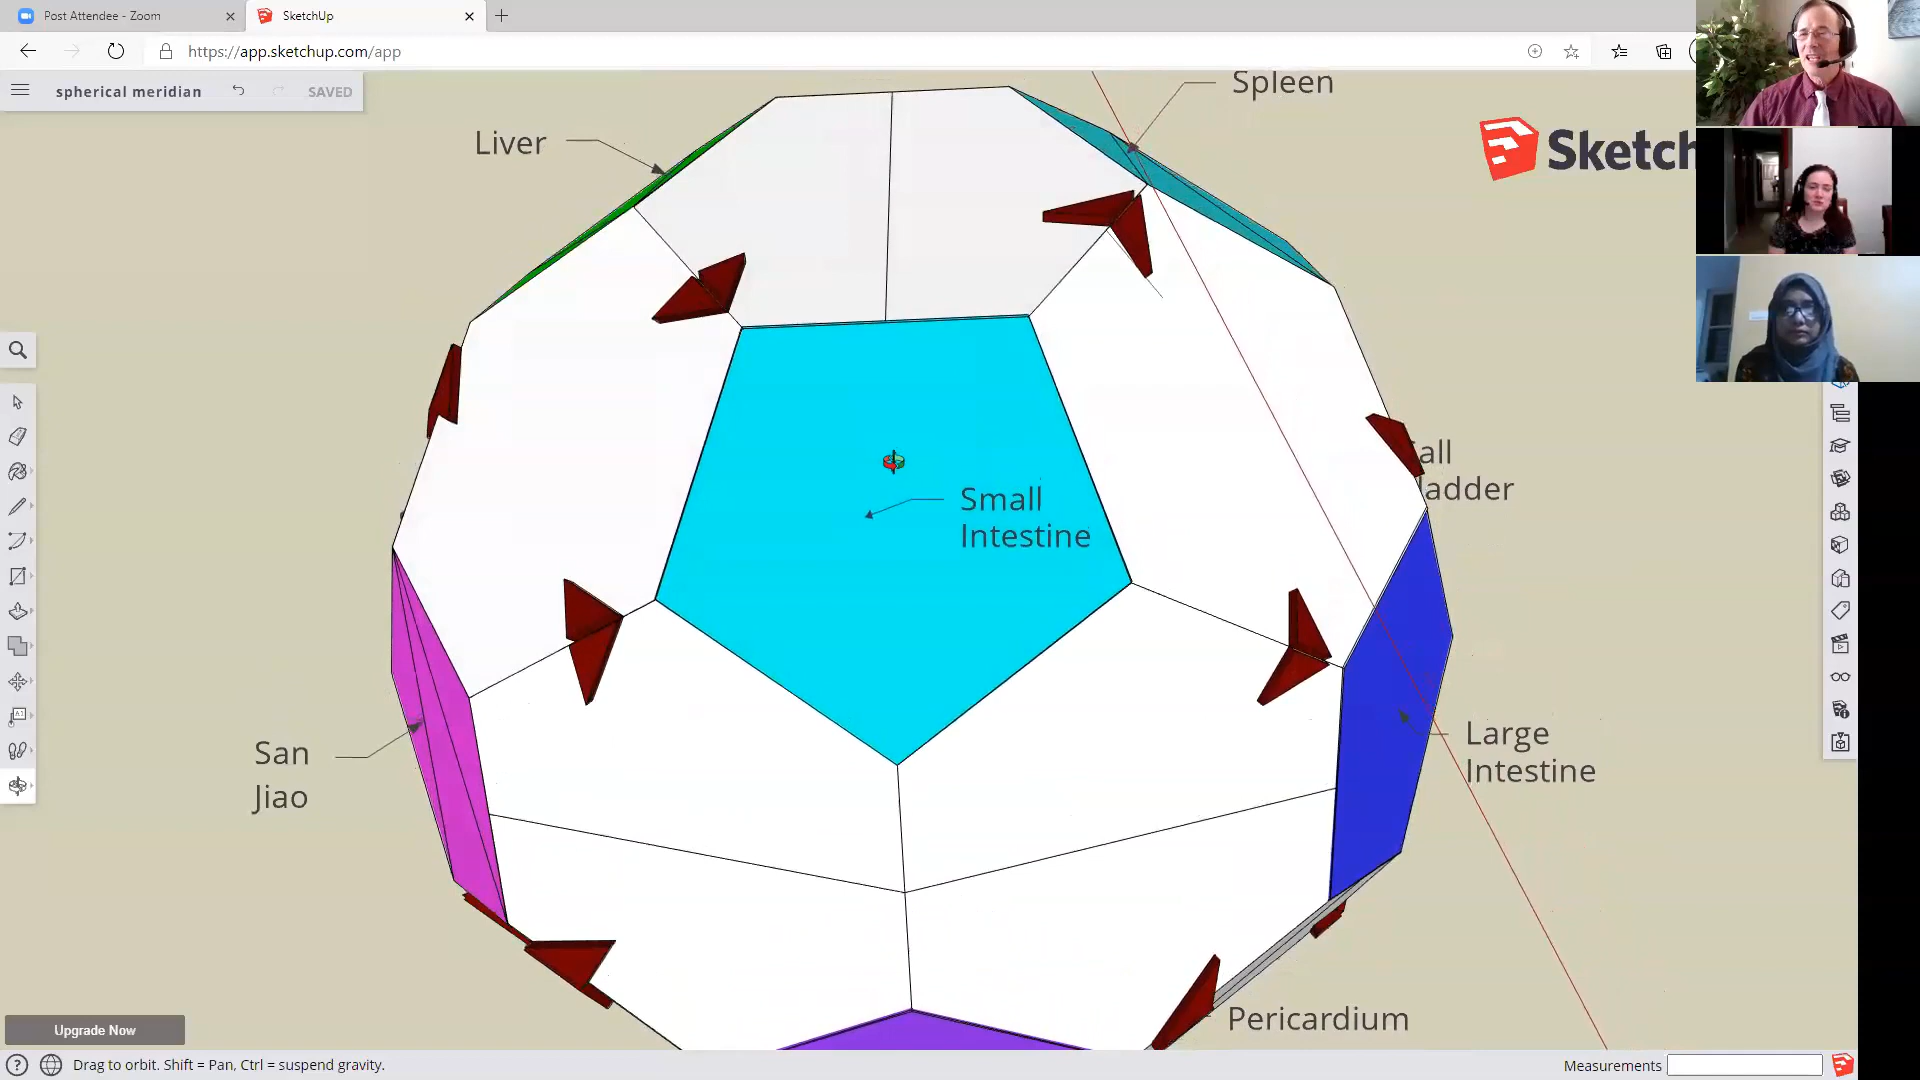 Post Attendee - Zoom
SketchUp
https://app.sketchup.com/app
spherical meridian
SAVED
Spleen
Liver
Sketch
Small
Intestine
all
ladder
San
Jiao
Large
Intestine
Pericardium
Upgrade Now
Drag to orbit. Shift = Pan, Ctrl = suspend gravity.
Measurements